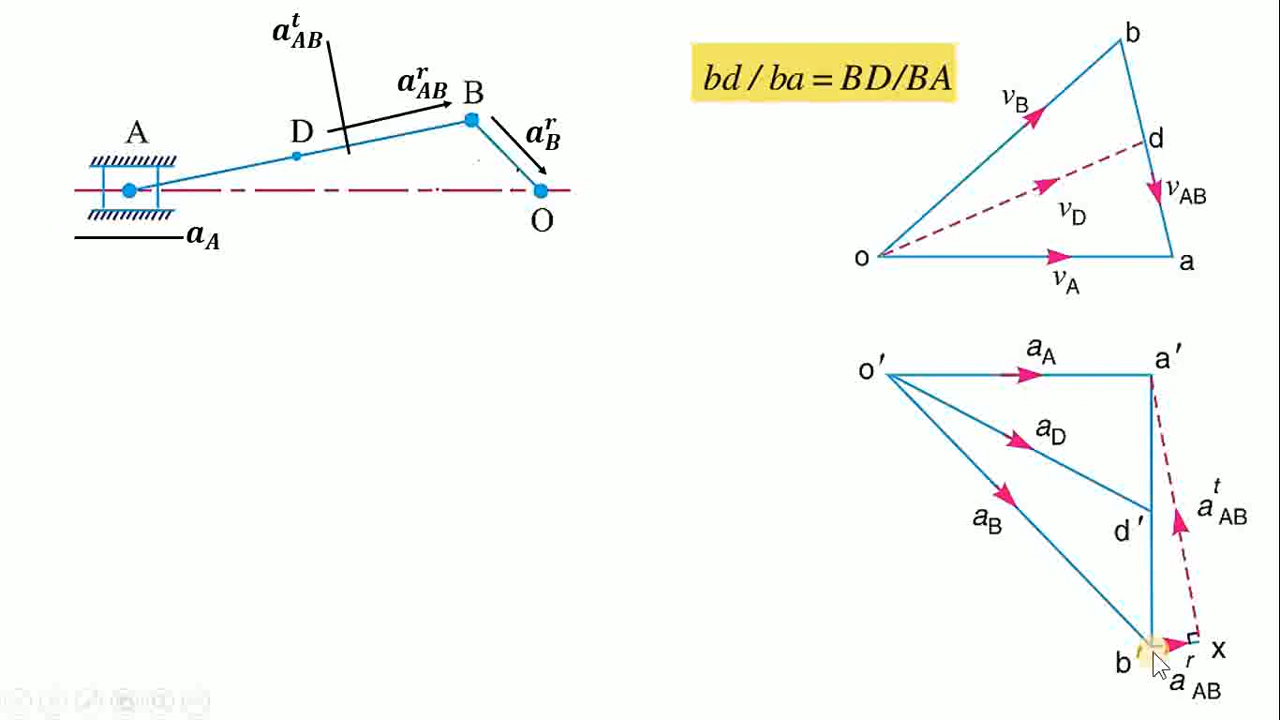 a^t_AB
a^r_AB
B
D
a^r_B
A
O
a_A
bd / ba = BD/BA
b
v_B
d
v_AB
v_D
o
a
v_A
a_A
a′
o′
a_D
a^t_AB
a_B
d′
x
b′
a^r_AB